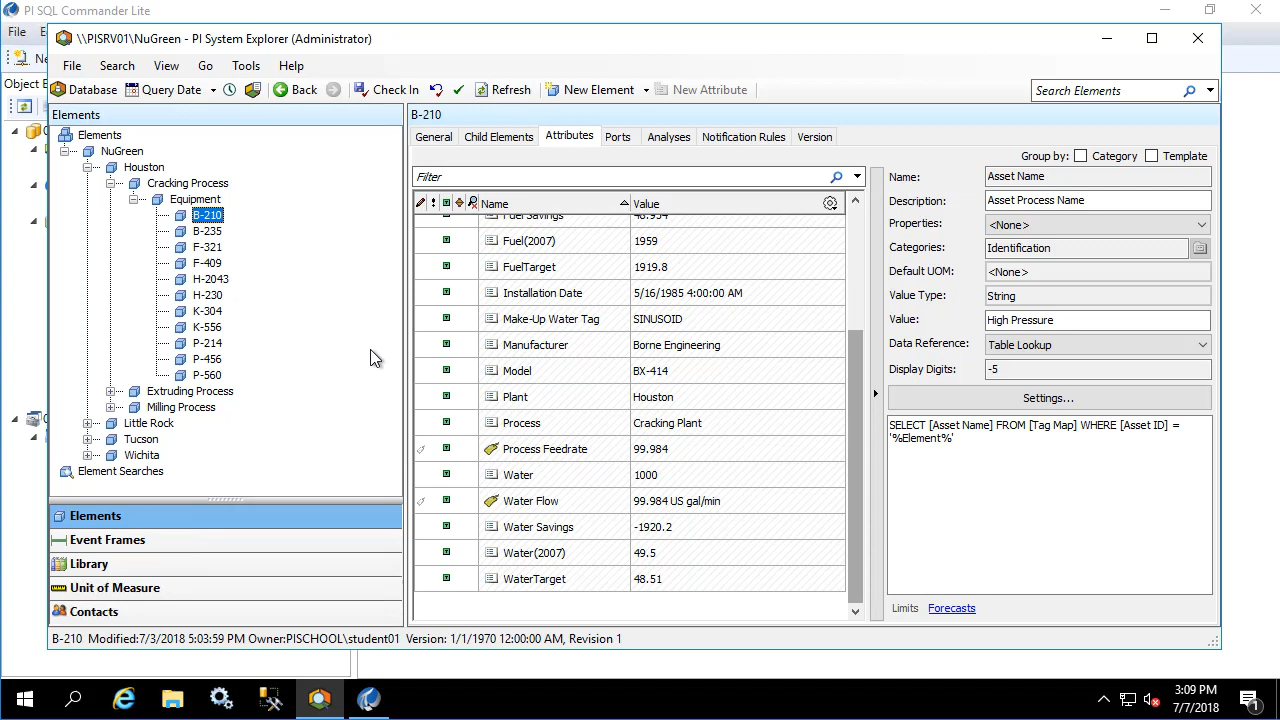 PI SQL Commander Lite
File
\\PISRV01\NuGreen - PI System Explorer (Administrator)
File Search View Go Tools Help
Database Query Date Back Check In Refresh New Element New Attribute Search Elements
Elements
B-210
General Child Elements Attributes Ports Analyses Notification Rules Version
Group by: Category Template
Filter
Name Value
Elements
NuGreen
Houston
Cracking Process
Equipment
B-210
B-235
F-321
F-409
H-2043
H-230
K-304
K-556
P-214
P-456
P-560
Extruding Process
Milling Process
Little Rock
Tucson
Wichita
Element Searches
Elements
Event Frames
Library
Unit of Measure
Contacts
Fuel Savings 48.954
Fuel(2007) 1959
FuelTarget 1919.8
Installation Date 5/16/1985 4:00:00 AM
Make-Up Water Tag SINUSOID
Manufacturer Borne Engineering
Model BX-414
Plant Houston
Process Cracking Plant
Process Feedrate 99.984
Water 1000
Water Flow 99.984 US gal/min
Water Savings -1920.2
Water(2007) 49.5
WaterTarget 48.51
Name: Asset Name
Description: Asset Process Name
Properties: <None>
Categories: Identification
Default UOM: <None>
Value Type: String
Value: High Pressure
Data Reference: Table Lookup
Display Digits: -5
Settings...
SELECT [Asset Name] FROM [Tag Map] WHERE [Asset ID] =
'%Element%'
Limits Forecasts
B-210 Modified:7/3/2018 5:03:59 PM Owner:PISCHOOL\student01 Version: 1/1/1970 12:00:00 AM, Revision 1
3:09 PM
7/7/2018
1